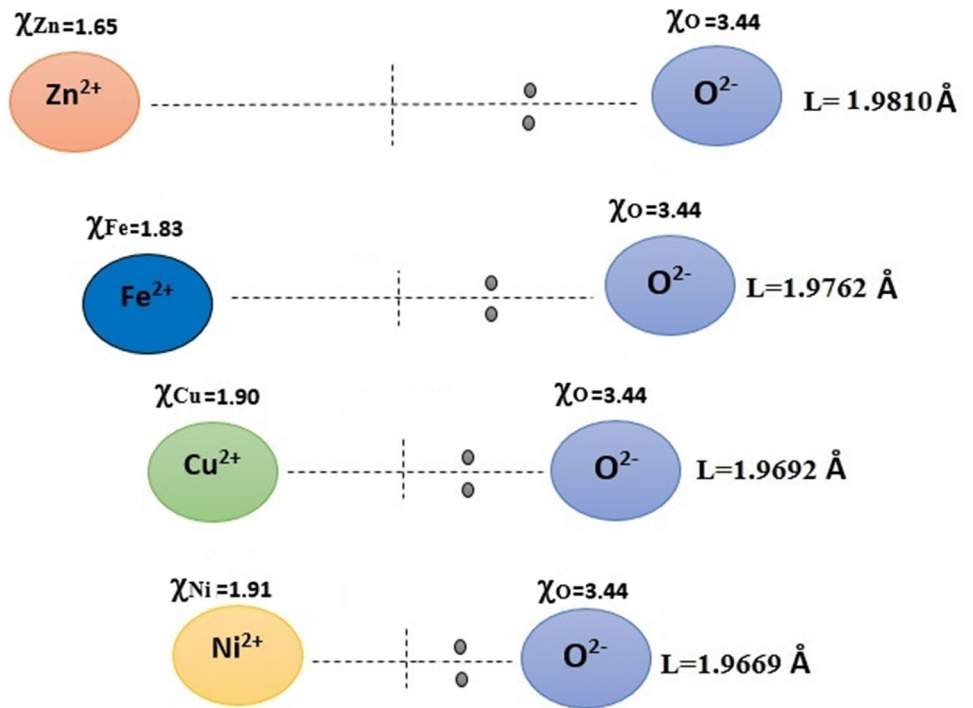 χZn=1.65
χO=3.44
Zn²⁺
O²⁻
L= 1.9810 Å
χFe=1.83
χO=3.44
Fe²⁺
O²⁻
L=1.9762 Å
χCu=1.90
χO=3.44
Cu²⁺
O²⁻
L=1.9692 Å
χNi=1.91
χO=3.44
Ni²⁺
O²⁻
L=1.9669 Å